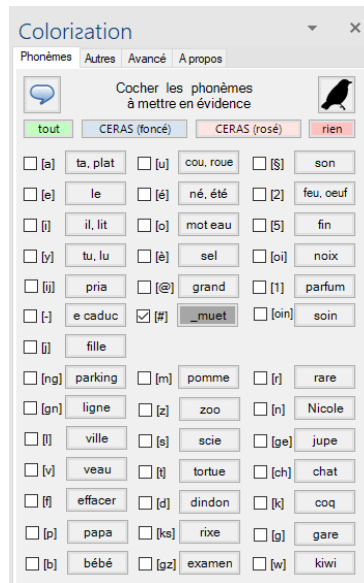 Colorization
Phonèmes Autres Avancé A propos
Cocher les phonèmes
à mettre en évidence
tout CERAS (foncé) CERAS (rosé) rien
[a] ta, plat [u] cou, roue [§] son
[e] le [é] né, été [2] feu, oeuf
[i] il, lit [o] mot eau [5] fin
[y] tu, lu [è] sel [oi] noix
[ij] pria [@] grand [1] parfum
[-] e caduc [#] _muet [oin] soin
[j] fille
[ng] parking [m] pomme [r] rare
[gn] ligne [z] zoo [n] Nicole
[l] ville [s] scie [ge] jupe
[v] veau [t] tortue [ch] chat
[f] effacer [d] dindon [k] coq
[p] papa [ks] rixe [g] gare
[b] bébé [gz] examen [w] kiwi